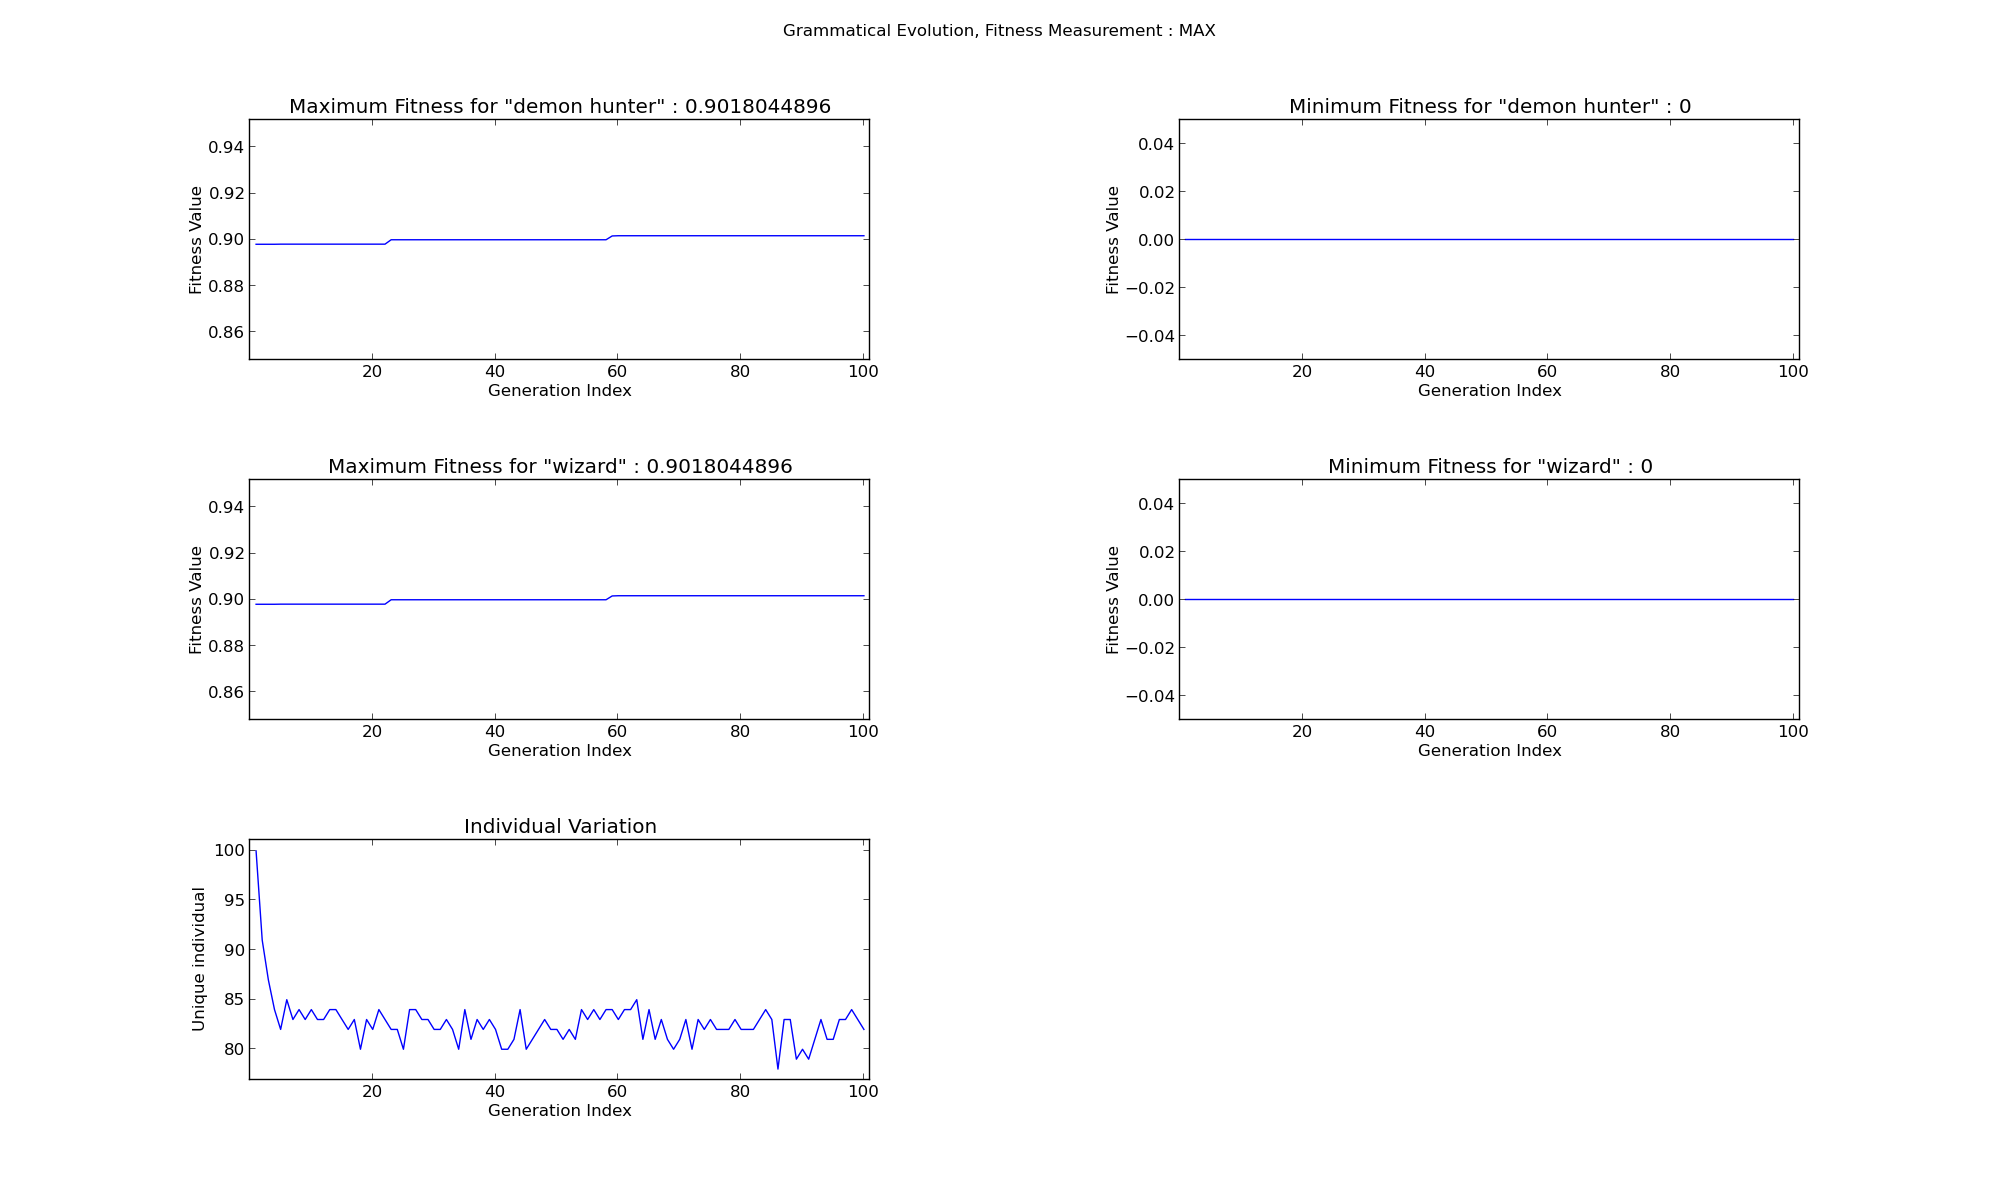 Grammatical Evolution, Fitness Measurement : MAX
Maximum Fitness for "demon hunter" : 0.9018044896
0.94
0.92
0.90
0.88
0.86
Fitness Value
20 40 60 80 100
Generation Index
Minimum Fitness for "demon hunter" : 0
0.04
0.02
0.00
−0.02
−0.04
Fitness Value
20 40 60 80 100
Generation Index
Maximum Fitness for "wizard" : 0.9018044896
0.94
0.92
0.90
0.88
0.86
Fitness Value
20 40 60 80 100
Generation Index
Minimum Fitness for "wizard" : 0
0.04
0.02
0.00
−0.02
−0.04
Fitness Value
20 40 60 80 100
Generation Index
Individual Variation
100
95
90
85
80
Unique individual
20 40 60 80 100
Generation Index